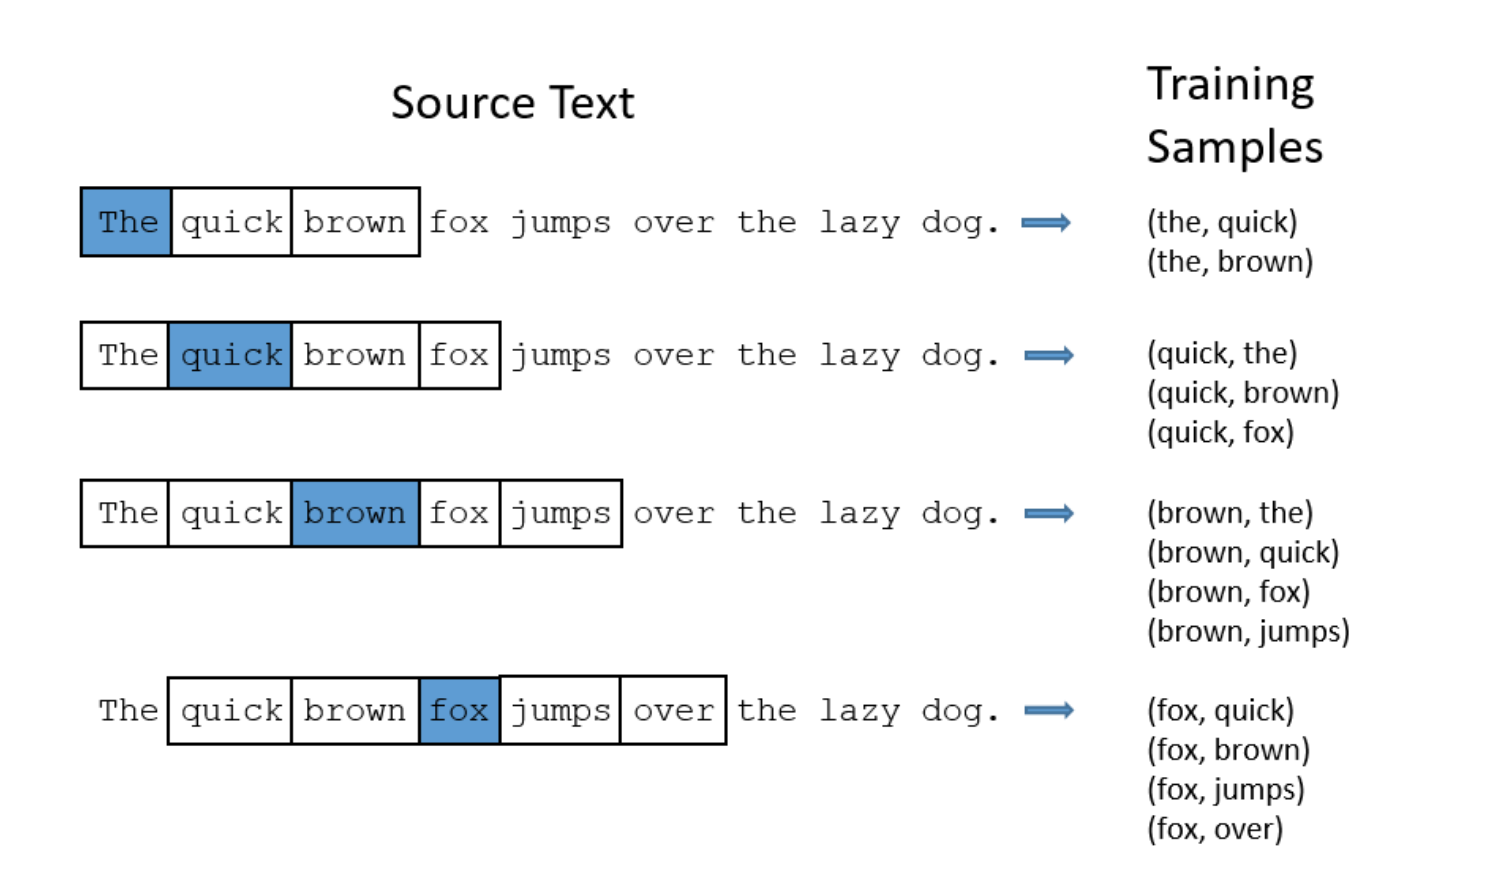 Source Text
Training
Samples
The quick brown fox jumps over the lazy dog.
(the, quick)
(the, brown)
The quick brown fox jumps over the lazy dog.
(quick, the)
(quick, brown)
(quick, fox)
The quick brown fox jumps over the lazy dog.
(brown, the)
(brown, quick)
(brown, fox)
(brown, jumps)
The quick brown fox jumps over the lazy dog.
(fox, quick)
(fox, brown)
(fox, jumps)
(fox, over)